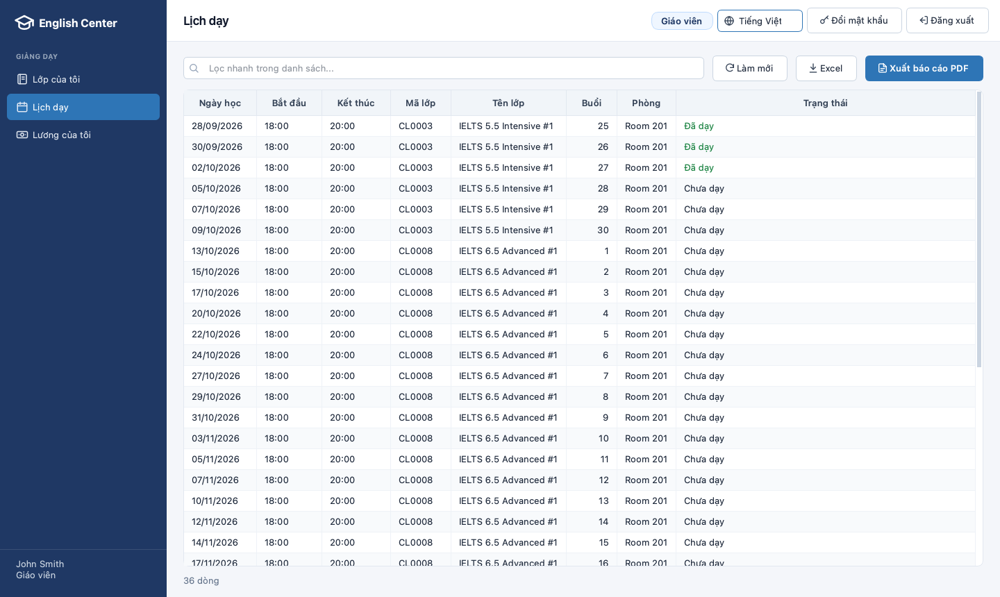 English Center
GIẢNG DẠY
Lớp của tôi
Lịch dạy
Lương của tôi
John Smith
Giáo viên
Lịch dạy
Giáo viên
Tiếng Việt
Đổi mật khẩu
Đăng xuất
Lọc nhanh trong danh sách...
Làm mới
Excel
Xuất báo cáo PDF
Ngày học Bắt đầu Kết thúc Mã lớp Tên lớp Buổi Phòng Trạng thái
28/09/2026 18:00 20:00 CL0003 IELTS 5.5 Intensive #1 25 Room 201 Đã dạy
30/09/2026 18:00 20:00 CL0003 IELTS 5.5 Intensive #1 26 Room 201 Đã dạy
02/10/2026 18:00 20:00 CL0003 IELTS 5.5 Intensive #1 27 Room 201 Đã dạy
05/10/2026 18:00 20:00 CL0003 IELTS 5.5 Intensive #1 28 Room 201 Chưa dạy
07/10/2026 18:00 20:00 CL0003 IELTS 5.5 Intensive #1 29 Room 201 Chưa dạy
09/10/2026 18:00 20:00 CL0003 IELTS 5.5 Intensive #1 30 Room 201 Chưa dạy
13/10/2026 18:00 20:00 CL0008 IELTS 6.5 Advanced #1 1 Room 201 Chưa dạy
15/10/2026 18:00 20:00 CL0008 IELTS 6.5 Advanced #1 2 Room 201 Chưa dạy
17/10/2026 18:00 20:00 CL0008 IELTS 6.5 Advanced #1 3 Room 201 Chưa dạy
20/10/2026 18:00 20:00 CL0008 IELTS 6.5 Advanced #1 4 Room 201 Chưa dạy
22/10/2026 18:00 20:00 CL0008 IELTS 6.5 Advanced #1 5 Room 201 Chưa dạy
24/10/2026 18:00 20:00 CL0008 IELTS 6.5 Advanced #1 6 Room 201 Chưa dạy
27/10/2026 18:00 20:00 CL0008 IELTS 6.5 Advanced #1 7 Room 201 Chưa dạy
29/10/2026 18:00 20:00 CL0008 IELTS 6.5 Advanced #1 8 Room 201 Chưa dạy
31/10/2026 18:00 20:00 CL0008 IELTS 6.5 Advanced #1 9 Room 201 Chưa dạy
03/11/2026 18:00 20:00 CL0008 IELTS 6.5 Advanced #1 10 Room 201 Chưa dạy
05/11/2026 18:00 20:00 CL0008 IELTS 6.5 Advanced #1 11 Room 201 Chưa dạy
07/11/2026 18:00 20:00 CL0008 IELTS 6.5 Advanced #1 12 Room 201 Chưa dạy
10/11/2026 18:00 20:00 CL0008 IELTS 6.5 Advanced #1 13 Room 201 Chưa dạy
12/11/2026 18:00 20:00 CL0008 IELTS 6.5 Advanced #1 14 Room 201 Chưa dạy
14/11/2026 18:00 20:00 CL0008 IELTS 6.5 Advanced #1 15 Room 201 Chưa dạy
17/11/2026 18:00 20:00 CL0008 IELTS 6.5 Advanced #1 16 Room 201 Chưa dạy
36 dòng